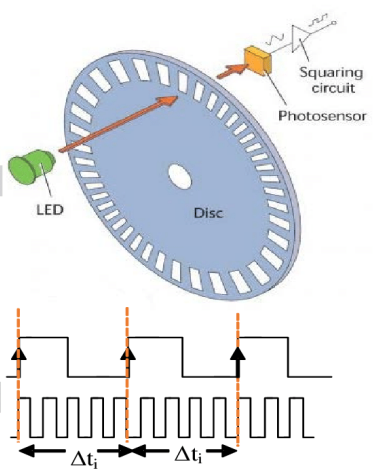 Squaring
circuit
Photosensor
LED
Disc
Δtᵢ
Δtᵢ